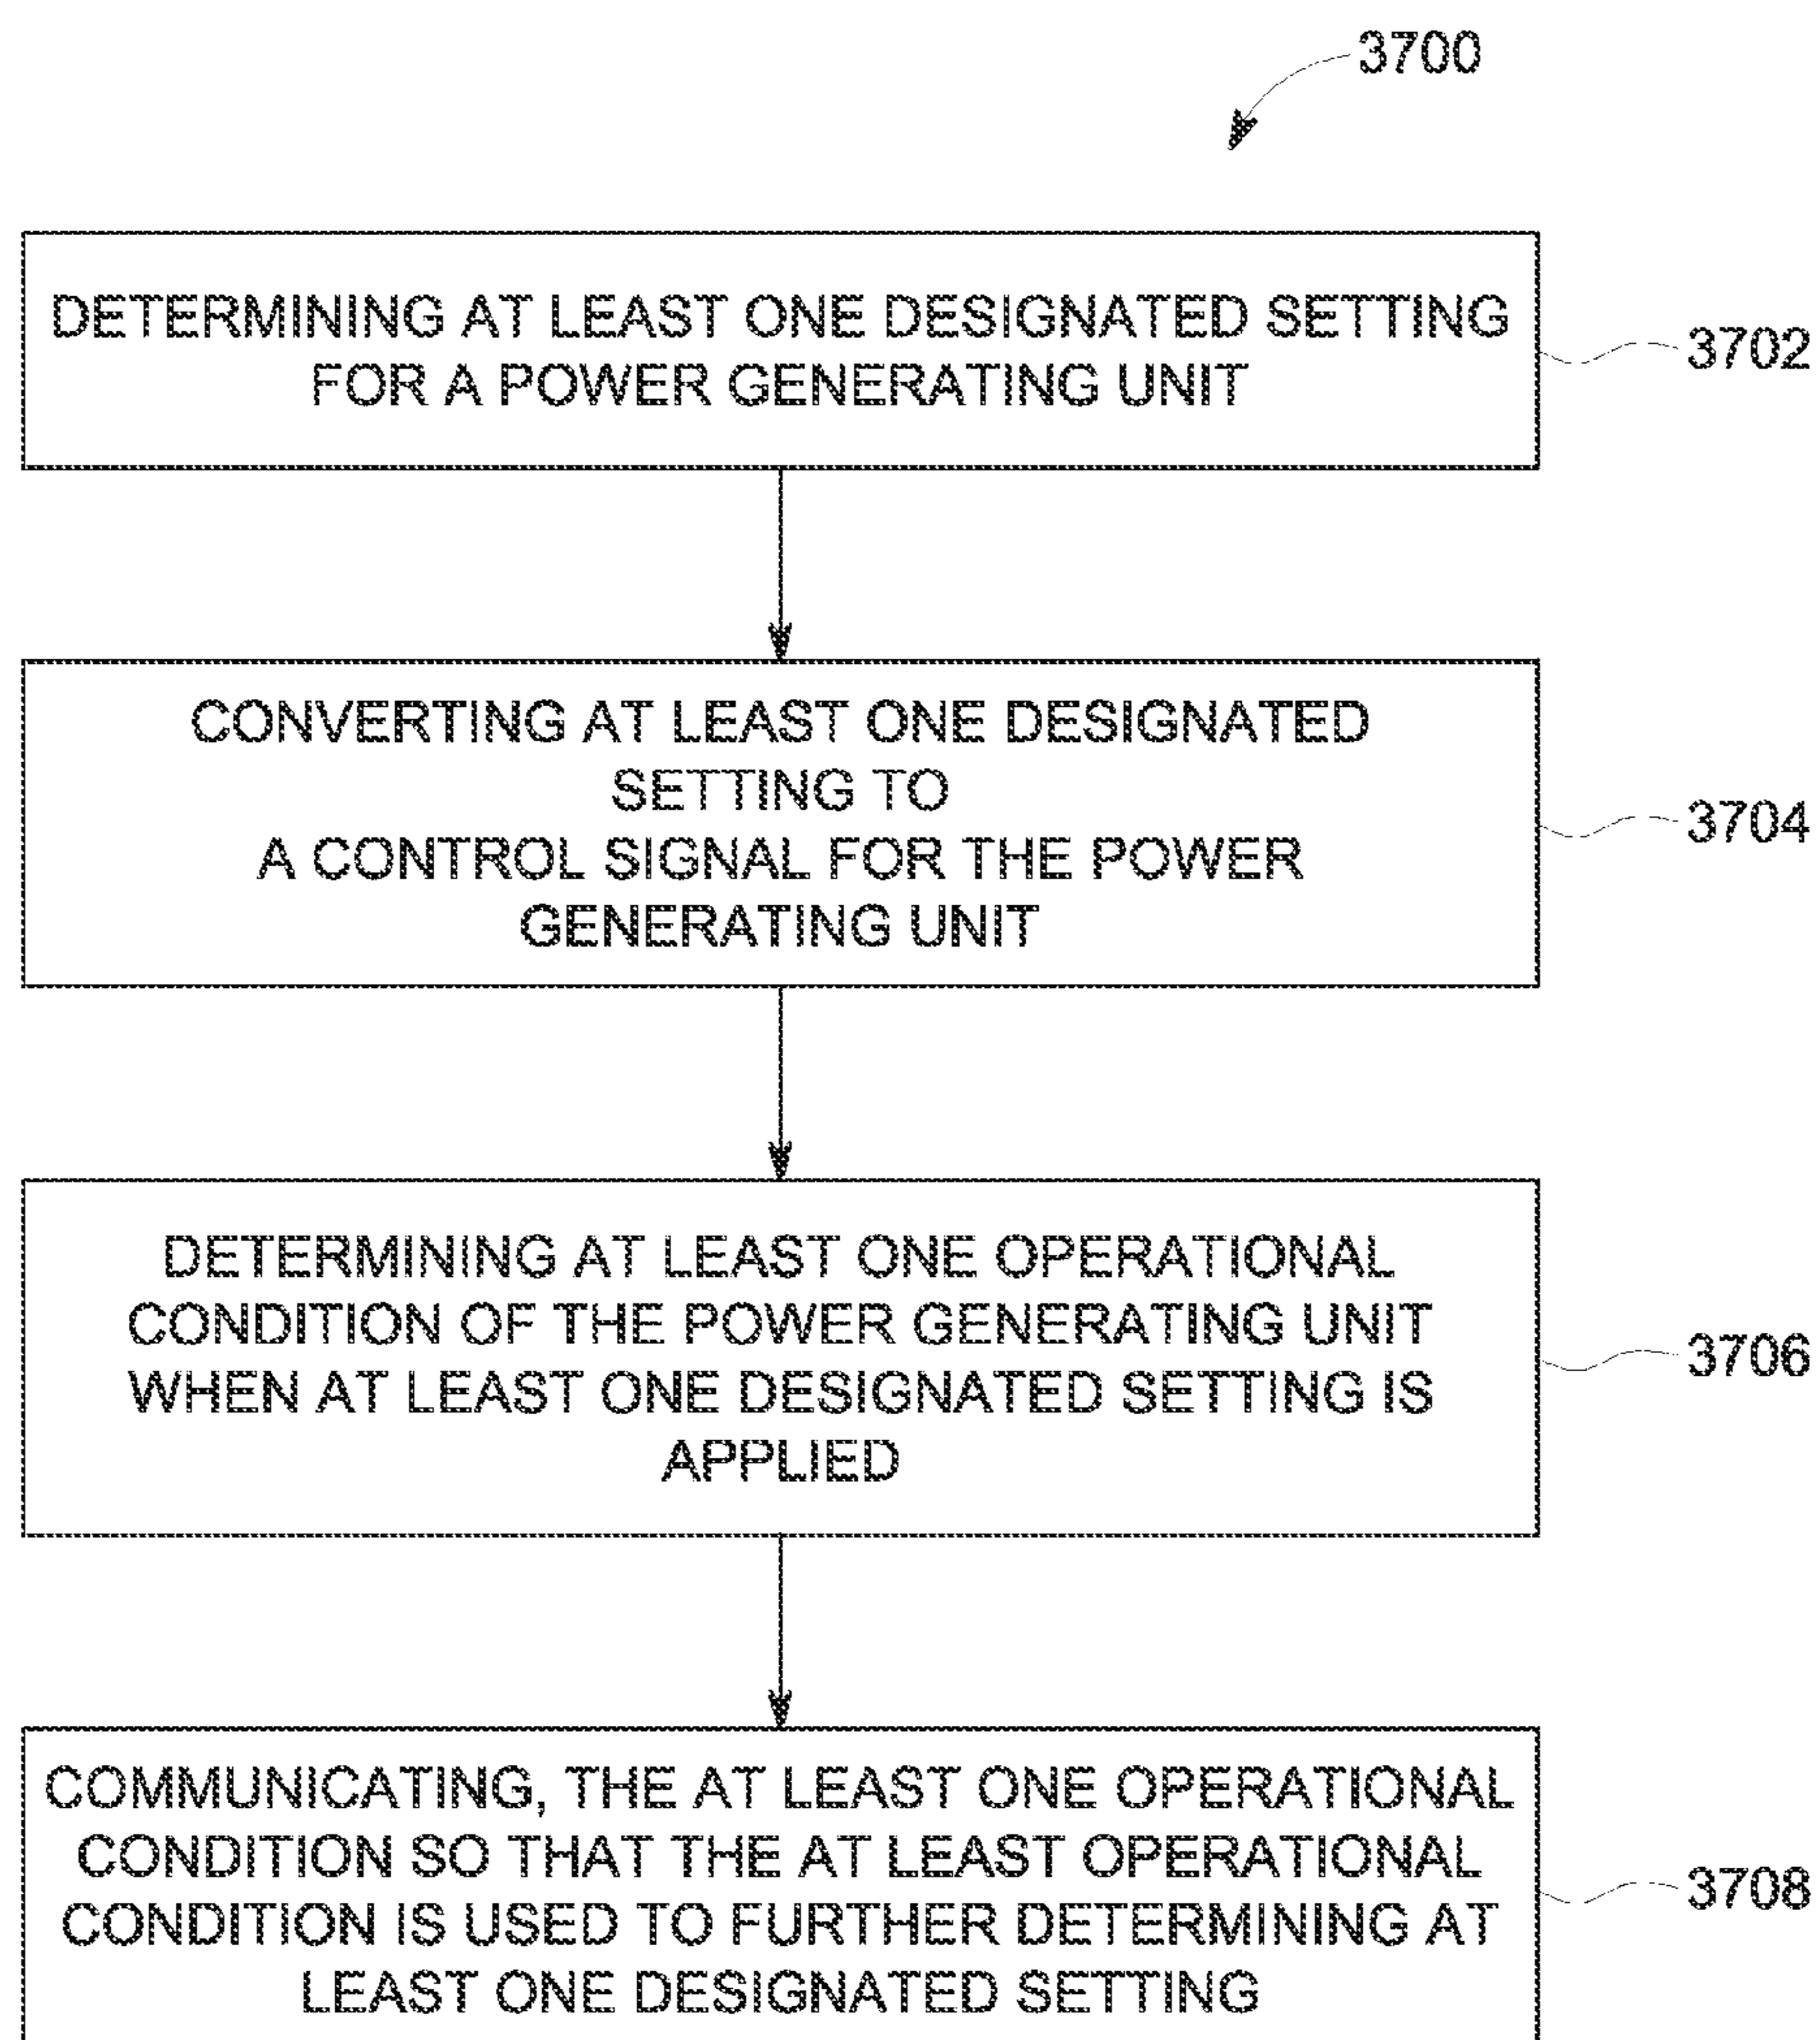 3700
DETERMINING AT LEAST ONE DESIGNATED SETTING
FOR A POWER GENERATING UNIT
3702
CONVERTING AT LEAST ONE DESIGNATED
SETTING TO
A CONTROL SIGNAL FOR THE POWER
GENERATING UNIT
3704
DETERMINING AT LEAST ONE OPERATIONAL
CONDITION OF THE POWER GENERATING UNIT
WHEN AT LEAST ONE DESIGNATED SETTING IS
APPLIED
3706
COMMUNICATING, THE AT LEAST ONE OPERATIONAL
CONDITION SO THAT THE AT LEAST OPERATIONAL
CONDITION IS USED TO FURTHER DETERMINING AT
LEAST ONE DESIGNATED SETTING
3708